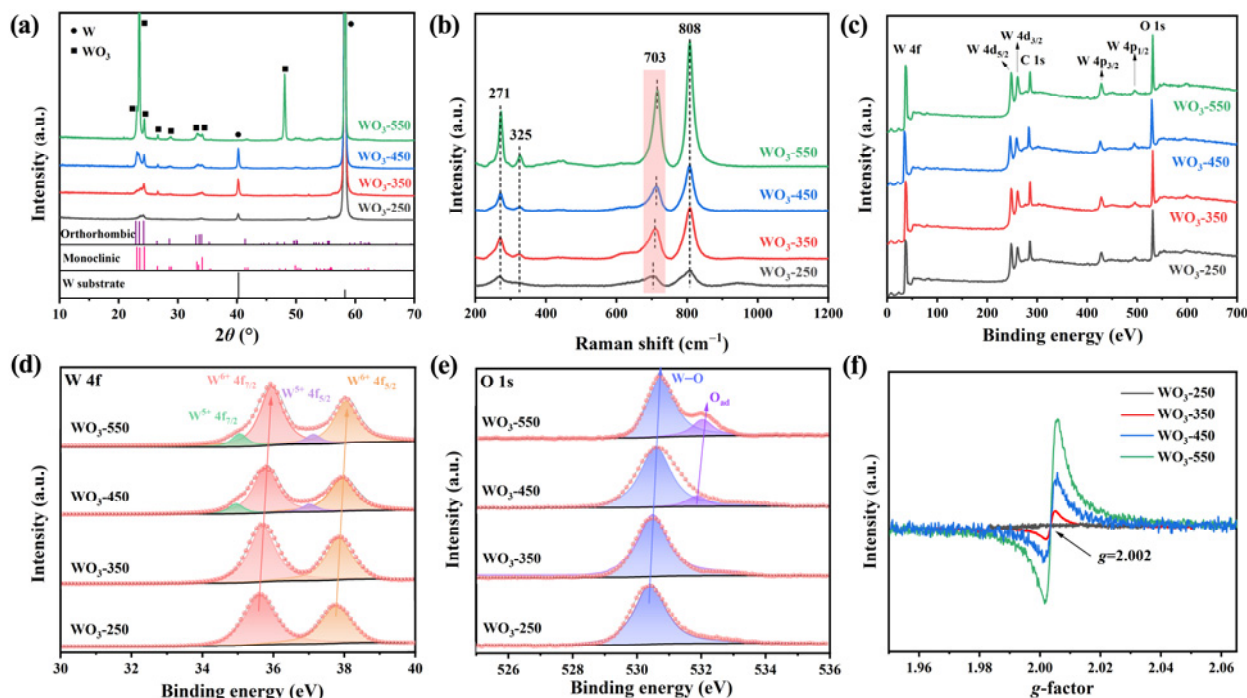 (a)
● W
■ WO₃
WO₃-550
WO₃-450
WO₃-350
WO₃-250
Orthorhombic
Monoclinic
W substrate
Intensity (a.u.)
10 20 30 40 50 60 70
2θ (°)
(b)
808
703
271
325
WO₃-550
WO₃-450
WO₃-350
WO₃-250
Intensity (a.u.)
200 400 600 800 1000 1200
Raman shift (cm⁻¹)
(c)
O 1s
W 4f
W 4d₃/₂
W 4d₅/₂
C 1s
W 4p₁/₂
W 4p₃/₂
WO₃-550
WO₃-450
WO₃-350
WO₃-250
Intensity (a.u.)
0 100 200 300 400 500 600 700
Binding energy (eV)
(d)
W 4f
W⁶⁺ 4f₇/₂
W⁵⁺ 4f₅/₂
W⁶⁺ 4f₅/₂
W⁵⁺ 4f₇/₂
WO₃-550
WO₃-450
WO₃-350
WO₃-250
Intensity (a.u.)
30 32 34 36 38 40
Binding energy (eV)
(e)
O 1s
W−O
Oad
WO₃-550
WO₃-450
WO₃-350
WO₃-250
Intensity (a.u.)
526 528 530 532 534 536
Binding energy (eV)
(f)
WO₃-250
WO₃-350
WO₃-450
WO₃-550
g=2.002
Intensity (a.u.)
1.96 1.98 2.00 2.02 2.04 2.06
g-factor